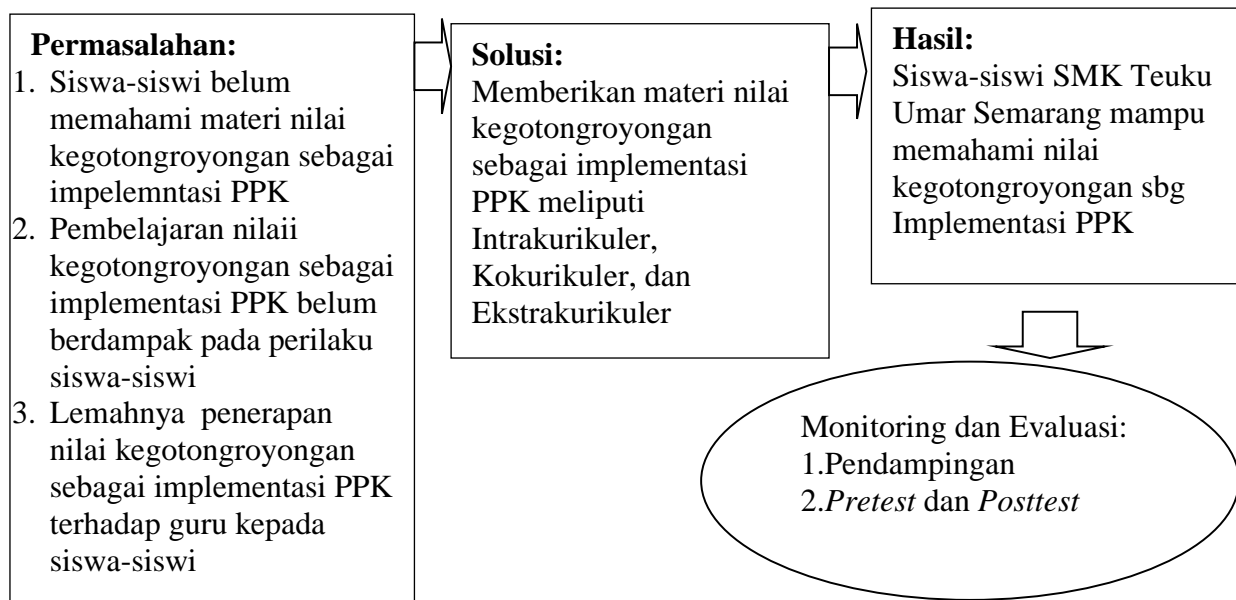 Permasalahan:
1. Siswa-siswi belum
memahami materi nilai
kegotongroyongan sebagai
impelemntasi PPK
2. Pembelajaran nilaii
kegotongroyongan sebagai
implementasi PPK belum
berdampak pada perilaku
siswa-siswi
3. Lemahnya penerapan
nilai kegotongroyongan
sebagai implementasi PPK
terhadap guru kepada
siswa-siswi
Solusi:
Memberikan materi nilai
kegotongroyongan
sebagai implementasi
PPK meliputi
Intrakurikuler,
Kokurikuler, dan
Ekstrakurikuler
Hasil:
Siswa-siswi SMK Teuku
Umar Semarang mampu
memahami nilai
kegotongroyongan sbg
Implementasi PPK
Monitoring dan Evaluasi:
1.Pendampingan
2.Pretest dan Posttest